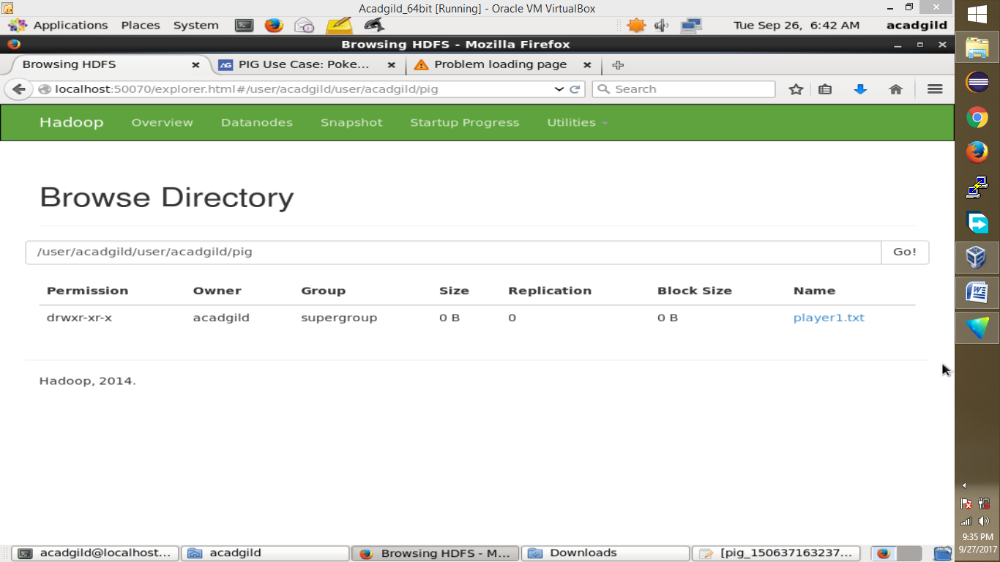 Acadgild_64bit [Running] - Oracle VM VirtualBox
Applications Places System Tue Sep 26, 6:42 AM acadgild
Browsing HDFS - Mozilla Firefox
Browsing HDFS PIG Use Case: Poke... Problem loading page
localhost:50070/explorer.html#/user/acadgild/user/acadgild/pig Search
Hadoop Overview Datanodes Snapshot Startup Progress Utilities
Browse Directory
/user/acadgild/user/acadgild/pig Go!
Permission Owner Group Size Replication Block Size Name
drwxr-xr-x acadgild supergroup 0 B 0 0 B player1.txt
Hadoop, 2014.
acadgild@localhost... acadgild Browsing HDFS - M... Downloads [pig_150637163237...
9:35 PM
9/27/2017